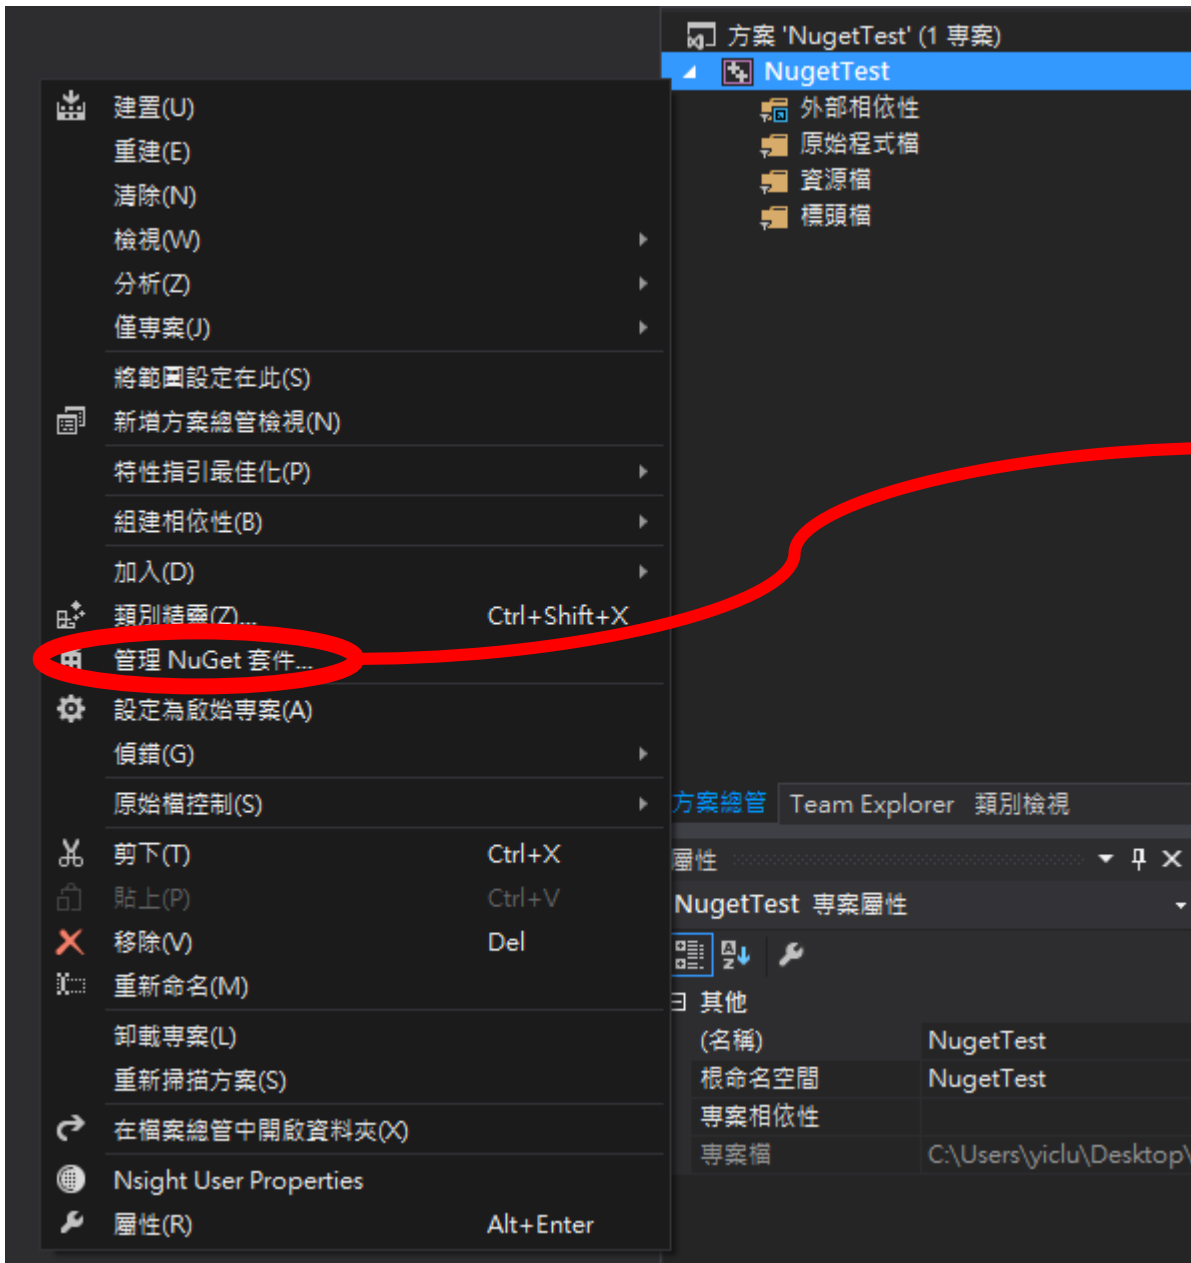 方案 'NugetTest' (1 專案)
NugetTest
外部相依性
原始程式檔
資源檔
標頭檔
建置(U)
重建(E)
清除(N)
檢視(W)
分析(Z)
僅專案(J)
將範圍設定在此(S)
新增方案總管檢視(N)
特性指引最佳化(P)
組建相依性(B)
加入(D)
類別精靈(Z)... Ctrl+Shift+X
管理 NuGet 套件...
設定為啟始專案(A)
偵錯(G)
原始檔控制(S)
剪下(T) Ctrl+X
貼上(P) Ctrl+V
移除(V) Del
重新命名(M)
卸載專案(L)
重新掃描方案(S)
在檔案總管中開啟資料夾(X)
Nsight User Properties
屬性(R) Alt+Enter
方案總管 Team Explorer 類別檢視
屬性
NugetTest 專案屬性
其他
(名稱) NugetTest
根命名空間 NugetTest
專案相依性
專案檔 C:\Users\yiclu\Desktop\